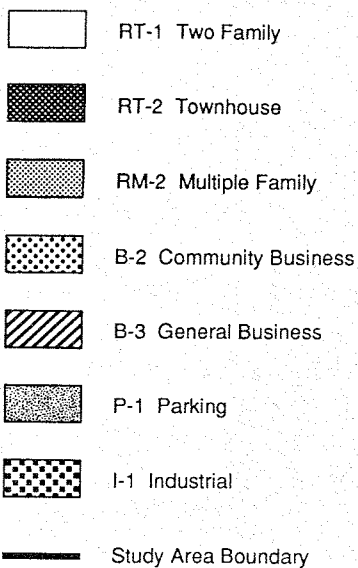 RT-1 Two Family
RT-2 Townhouse
RM-2 Multiple Family
B-2 Community Business
B-3 General Business
P-1 Parking
I-1 Industrial
Study Area Boundary